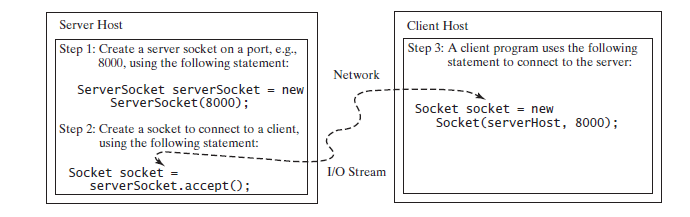 Server Host
Step 1: Create a server socket on a port, e.g.,
8000, using the following statement:
ServerSocket serverSocket = new
ServerSocket(8000);
Step 2: Create a socket to connect to a client,
using the following statement:
Socket socket =
serverSocket.accept();
Network
I/O Stream
Client Host
Step 3: A client program uses the following
statement to connect to the server:
Socket socket = new
Socket(serverHost, 8000);